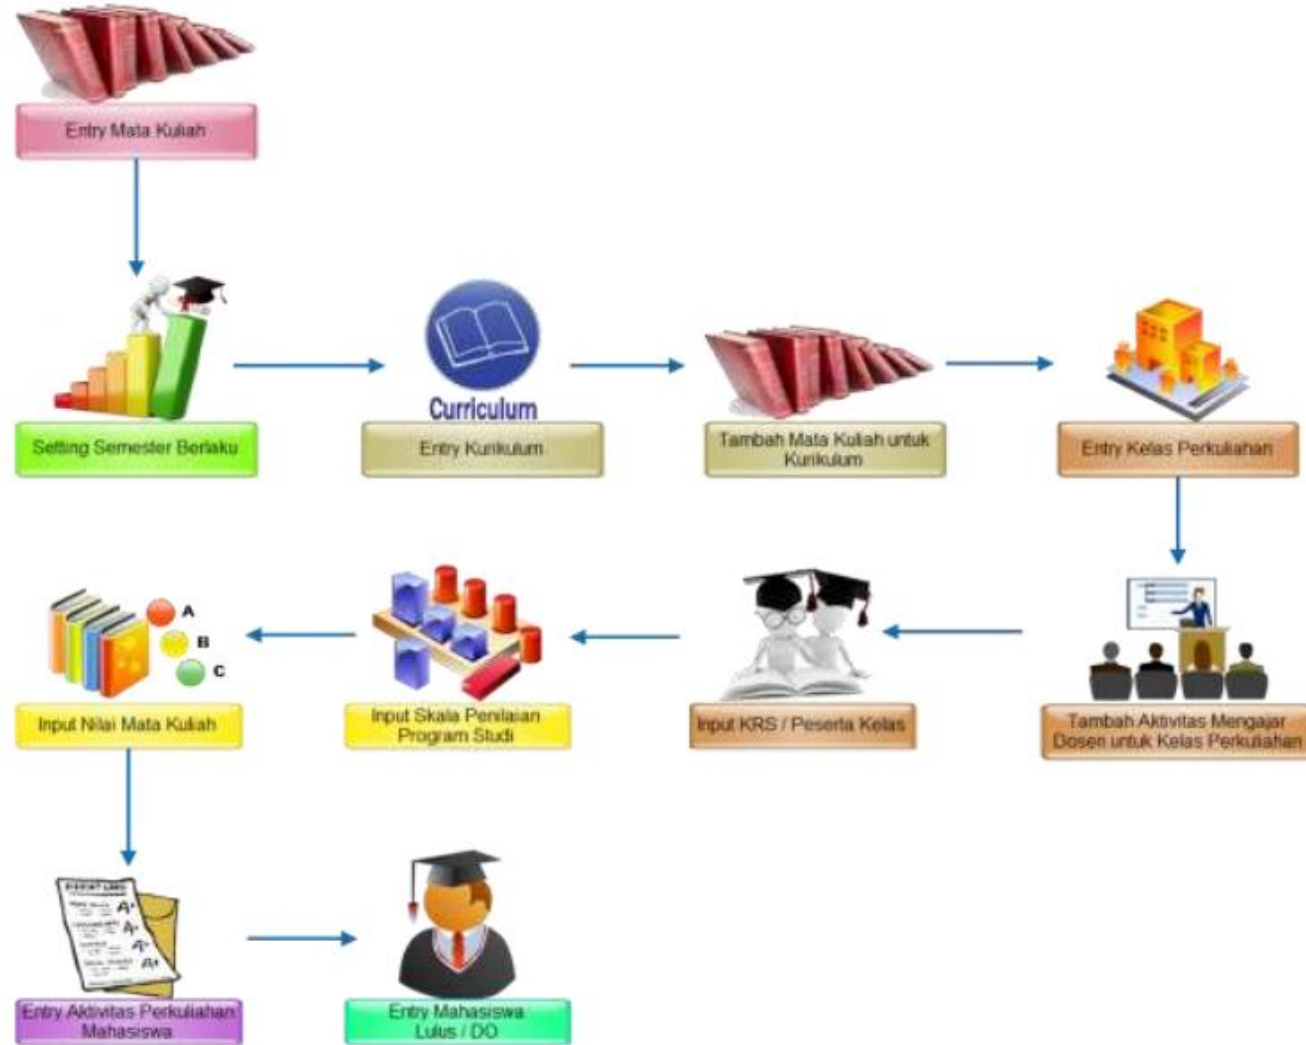 Entry Mata Kuliah
Curriculum
Setting Semester Berlaku
Entry Kurikulum
Tambah Mata Kuliah untuk
Kurikulum
Entry Kelas Perkuliahan
A
B
C
Input Nilai Mata Kuliah
Input Skala Penilaian
Program Studi
Input KRS / Peserta Kelas
Tambah Aktivitas Mengajar
Dosen untuk Kelas Perkuliahan
A+
A+
A+
A+
Entry Aktivitas Perkuliahan
Mahasiswa
Entry Mahasiswa
Lulus / DO